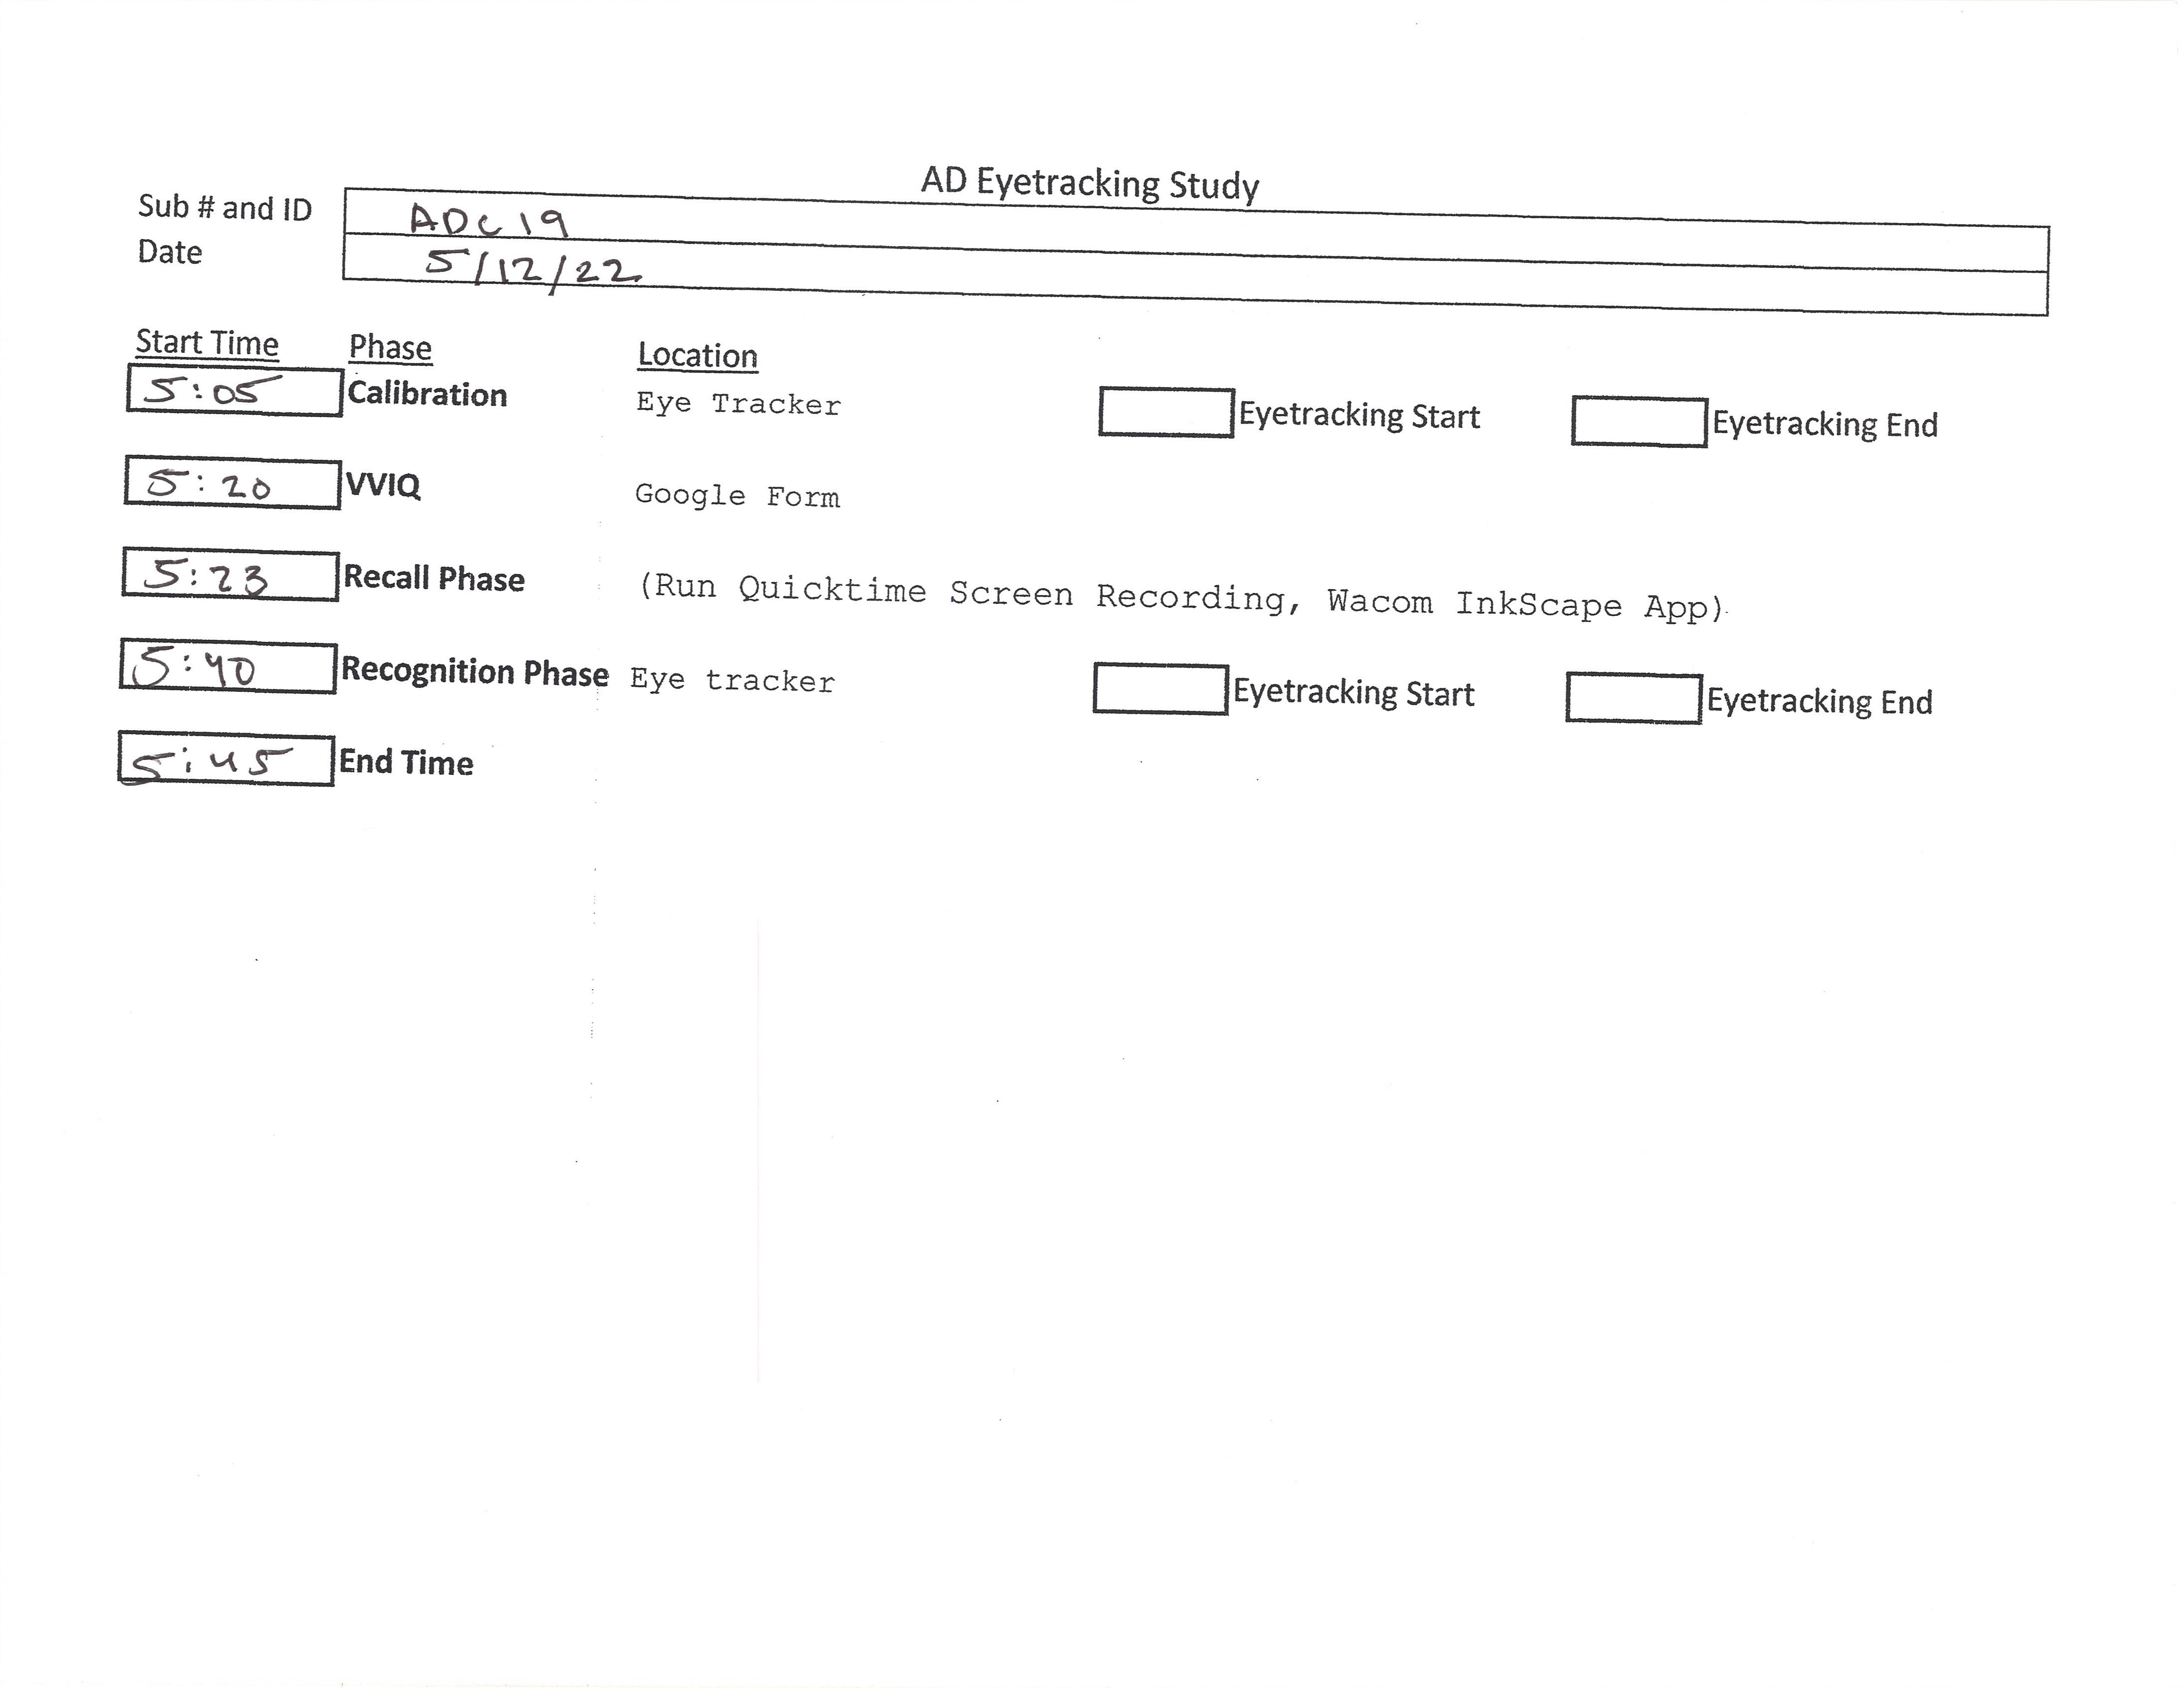 AD Eyetracking Study
Sub # and ID ADC19
Date 5/12/22
Start Time Phase Location
5:05 Calibration Eye Tracker Eyetracking Start Eyetracking End
5:20 VVIQ Google Form
5:23 Recall Phase (Run Quicktime Screen Recording, Wacom InkScape App)
5:40 Recognition Phase Eye tracker Eyetracking Start Eyetracking End
5:45 End Time